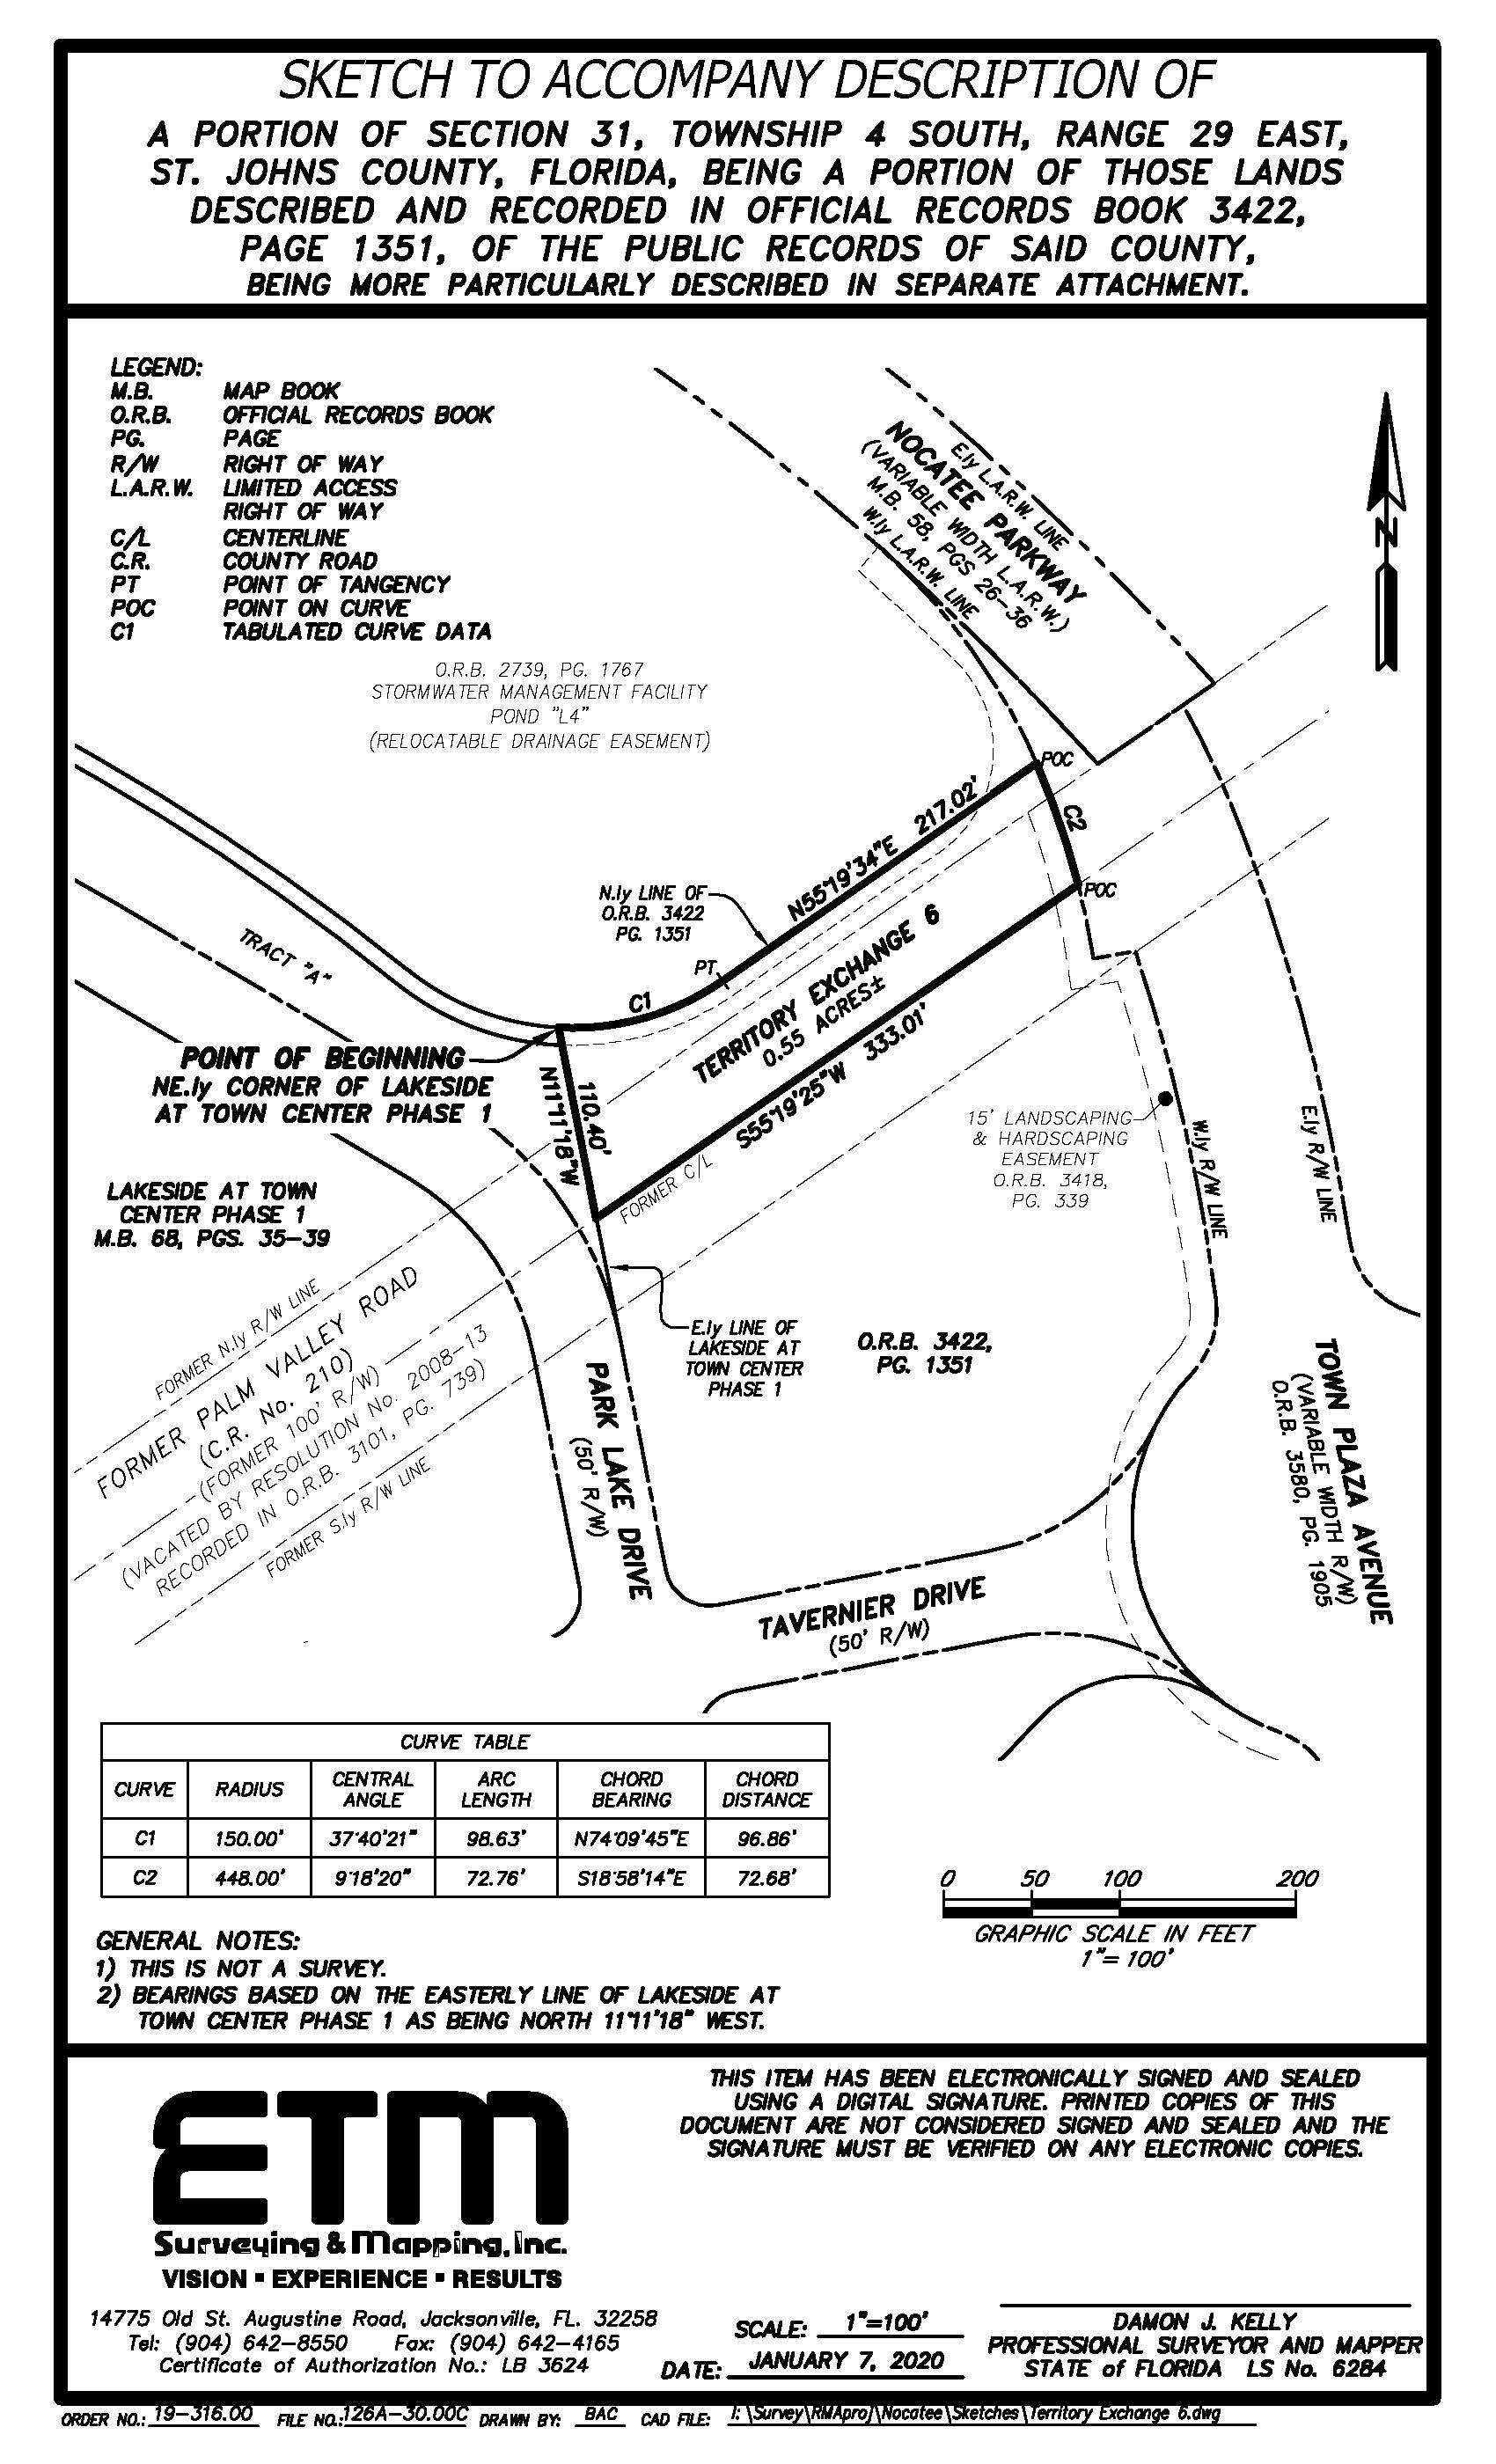 SKETCH TO ACCOMPANY DESCRIPTION OF
A PORTION OF SECTION 31, TOWNSHIP 4 SOUTH, RANGE 29 EAST,
ST. JOHNS COUNTY, FLORIDA, BEING A PORTION OF THOSE LANDS
DESCRIBED AND RECORDED IN OFFICIAL RECORDS BOOK 3422,
PAGE 1351, OF THE PUBLIC RECORDS OF SAID COUNTY,
BEING MORE PARTICULARLY DESCRIBED IN SEPARATE ATTACHMENT.
LEGEND:
M.B. MAP BOOK
O.R.B. OFFICIAL RECORDS BOOK
PG. PAGE
R/W RIGHT OF WAY
L.A.R.W. LIMITED ACCESS
RIGHT OF WAY
C/L CENTERLINE
C.R. COUNTY ROAD
PT POINT OF TANGENCY
POC POINT ON CURVE
C1 TABULATED CURVE DATA
E.ly L.A.R.W. LINE
NOCATEE PARKWAY
(VARIABLE WIDTH L.A.R.W.)
M.B. 58, PGS 26-36
W.ly L.A.R.W. LINE
N
O.R.B. 2739, PG. 1767
STORMWATER MANAGEMENT FACILITY
POND "L4"
(RELOCATABLE DRAINAGE EASEMENT)
POC
C2
POC
N55°19'34"E 217.02'
N.ly LINE OF
O.R.B. 3422
PG. 1351
PT
C1
TERRITORY EXCHANGE 6
0.55 ACRES±
S55°19'25"W 333.01'
TRACT "A"
POINT OF BEGINNING
NE.ly CORNER OF LAKESIDE
AT TOWN CENTER PHASE 1
N11°11'18"W
110.40'
FORMER C/L
15' LANDSCAPING
& HARDSCAPING
EASEMENT
O.R.B. 3418,
PG. 339
W.ly R/W LINE
E.ly R/W LINE
LAKESIDE AT TOWN
CENTER PHASE 1
M.B. 68, PGS. 35-39
FORMER N.ly R/W LINE
FORMER PALM VALLEY ROAD
(C.R. No. 210)
(FORMER 100' R/W)
(VACATED BY RESOLUTION No. 2008-13
RECORDED IN O.R.B. 3101, PG. 739)
FORMER S.ly R/W LINE
E.ly LINE OF
LAKESIDE AT
TOWN CENTER
PHASE 1
O.R.B. 3422,
PG. 1351
PARK LAKE DRIVE
(50' R/W)
TAVERNIER DRIVE
(50' R/W)
TOWN PLAZA AVENUE
(VARIABLE WIDTH R/W)
O.R.B. 3580, PG. 1905
CURVE TABLE
CURVE RADIUS CENTRAL ANGLE ARC LENGTH CHORD BEARING CHORD DISTANCE
C1 150.00' 37°40'21" 98.63' N74°09'45"E 96.86'
C2 448.00' 9°18'20" 72.76' S18°58'14"E 72.68'
0 50 100 200
GRAPHIC SCALE IN FEET
1"= 100'
GENERAL NOTES:
1) THIS IS NOT A SURVEY.
2) BEARINGS BASED ON THE EASTERLY LINE OF LAKESIDE AT
TOWN CENTER PHASE 1 AS BEING NORTH 11°11'18" WEST.
THIS ITEM HAS BEEN ELECTRONICALLY SIGNED AND SEALED
USING A DIGITAL SIGNATURE. PRINTED COPIES OF THIS
DOCUMENT ARE NOT CONSIDERED SIGNED AND SEALED AND THE
SIGNATURE MUST BE VERIFIED ON ANY ELECTRONIC COPIES.
ETM
Surveying & Mapping, Inc.
VISION ▪ EXPERIENCE ▪ RESULTS
14775 Old St. Augustine Road, Jacksonville, FL. 32258
Tel: (904) 642-8550 Fax: (904) 642-4165
Certificate of Authorization No.: LB 3624
SCALE: 1"=100'
DATE: JANUARY 7, 2020
DAMON J. KELLY
PROFESSIONAL SURVEYOR AND MAPPER
STATE of FLORIDA LS No. 6284
ORDER NO.: 19-316.00 FILE NO.: 126A-30.00C DRAWN BY: BAC CAD FILE: I:\Survey\RMAproj\Nocatee\Sketches\Territory Exchange 6.dwg